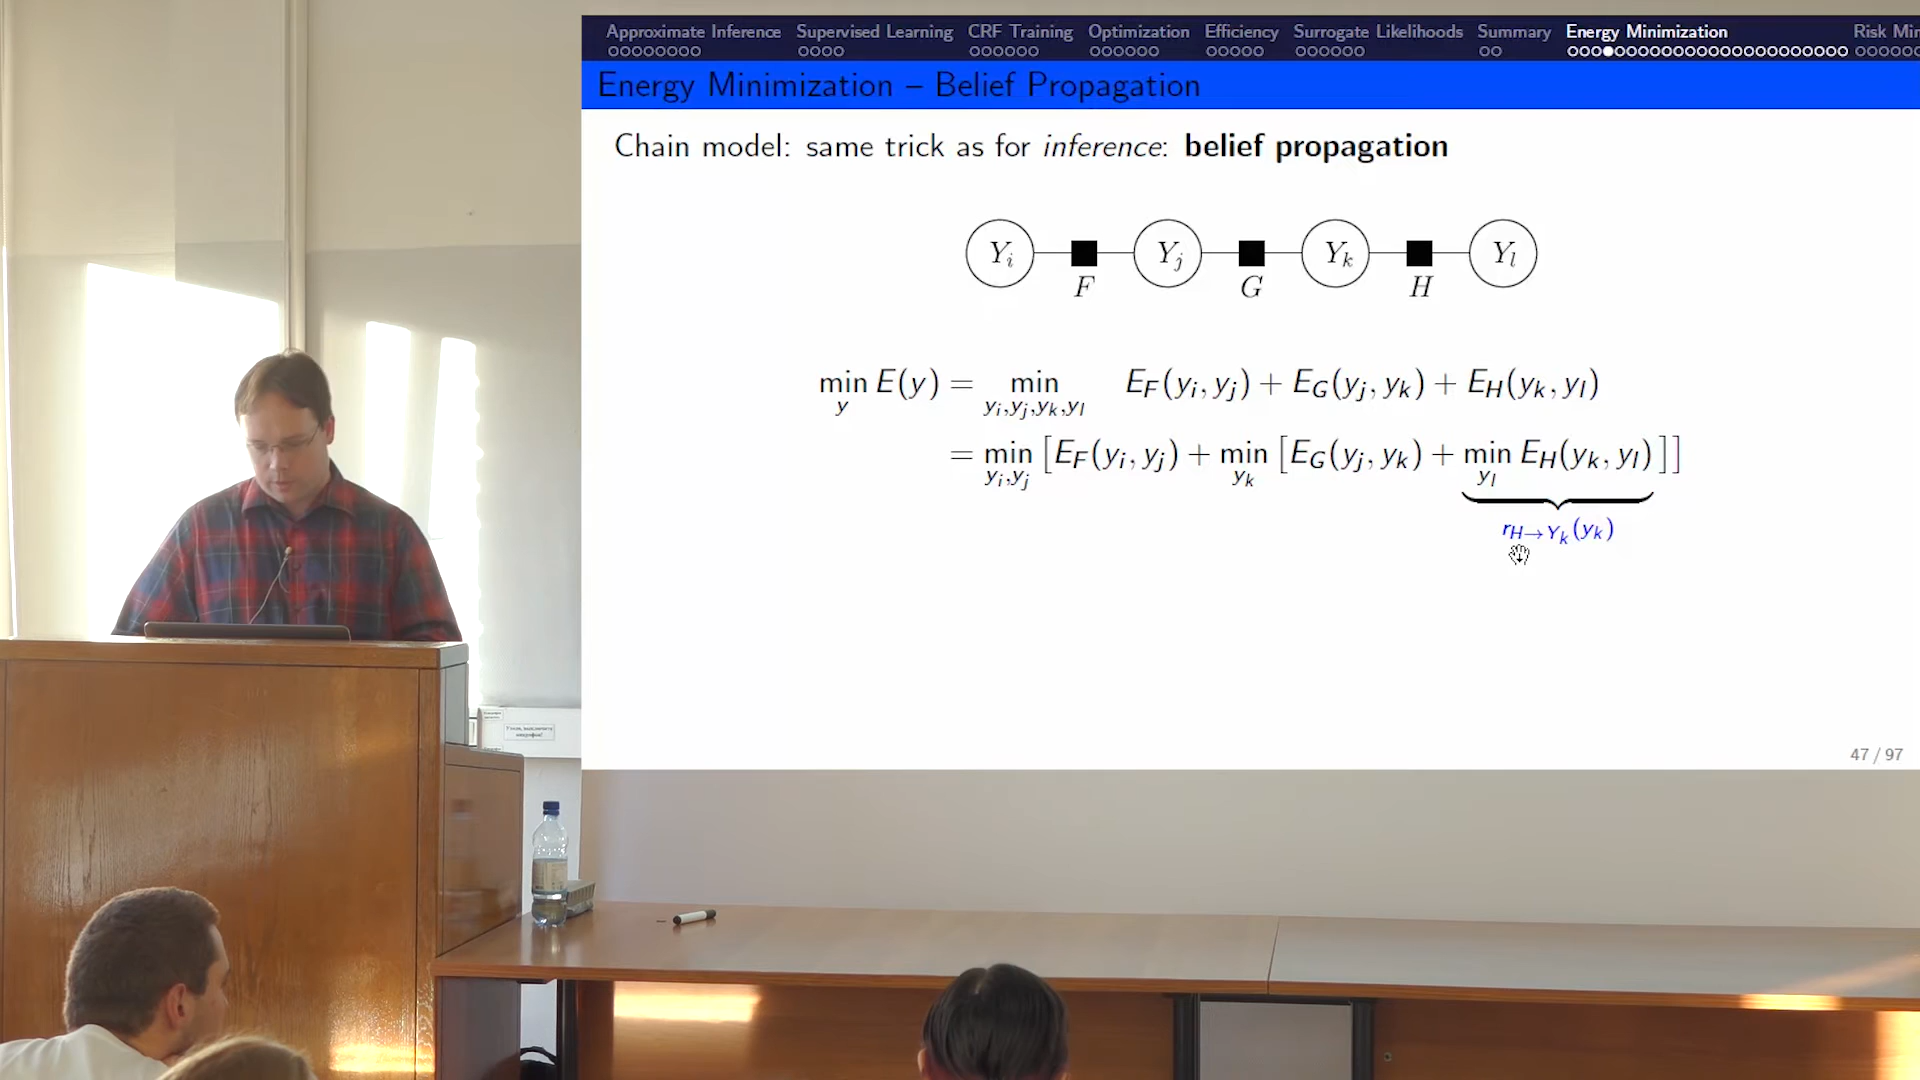 Approximate Inference Supervised Learning CRF Training Optimization Efficiency Surrogate Likelihoods Summary Energy Minimization Risk Min
Energy Minimization – Belief Propagation
Chain model: same trick as for inference: belief propagation
Y_i Y_j Y_k Y_l
F G H
min_y E(y) = min_{y_i,y_j,y_k,y_l} E_F(y_i, y_j) + E_G(y_j, y_k) + E_H(y_k, y_l)
= min_{y_i,y_j} [E_F(y_i, y_j) + min_{y_k} [E_G(y_j, y_k) + min_{y_l} E_H(y_k, y_l)]]
r_{H→Y_k}(y_k)
47 / 97